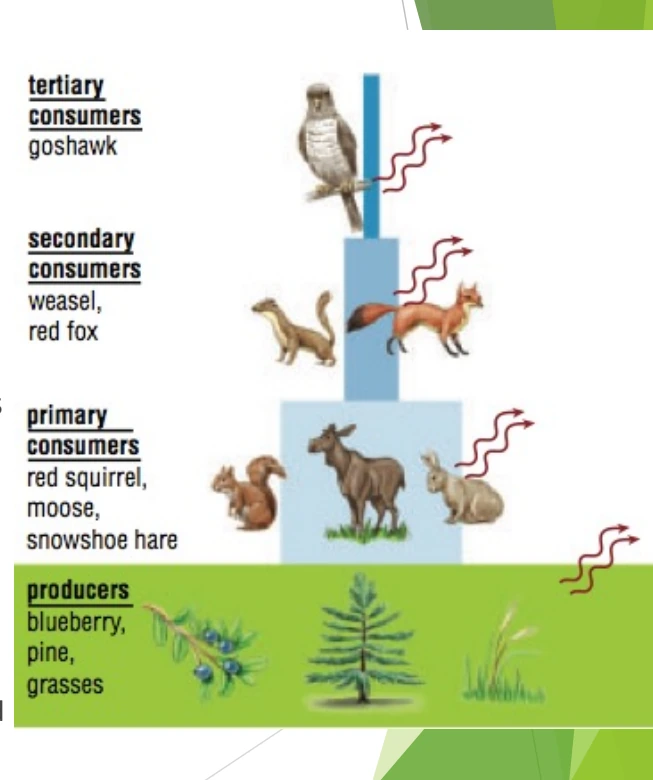 tertiary
consumers
goshawk
secondary
consumers
weasel,
red fox
primary
consumers
red squirrel,
moose,
snowshoe hare
producers
blueberry,
pine,
grasses